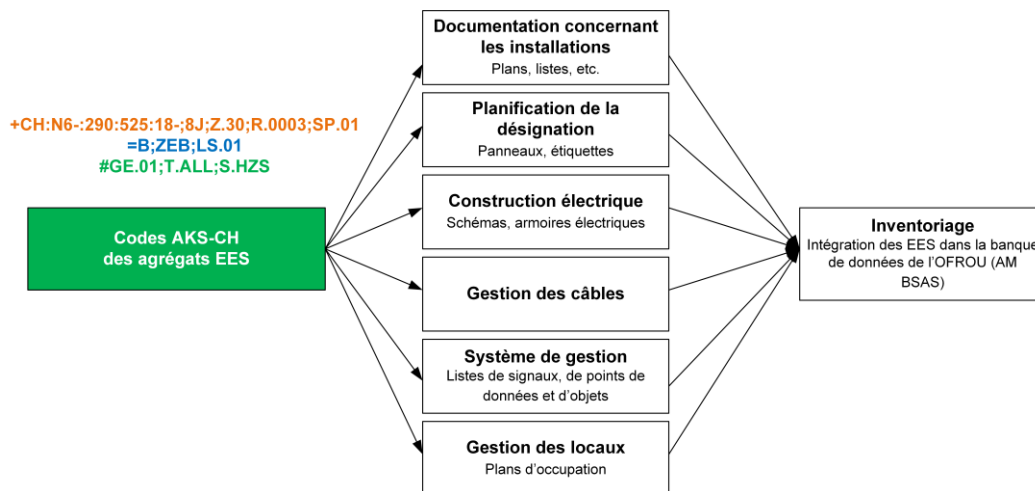 Documentation concernant
les installations
Plans, listes, etc.
+CH:N6-:290:525:18-;8J;Z.30;R.0003;SP.01
=B;ZEB;LS.01
#GE.01;T.ALL;S.HZS
Planification de la
désignation
Panneaux, étiquettes
Codes AKS-CH
des agrégats EES
Construction électrique
Schémas, armoires électriques
Inventoriage
Intégration des EES dans la banque
de données de l'OFROU (AM
BSAS)
Gestion des câbles
Système de gestion
Listes de signaux, de points de
données et d'objets
Gestion des locaux
Plans d'occupation